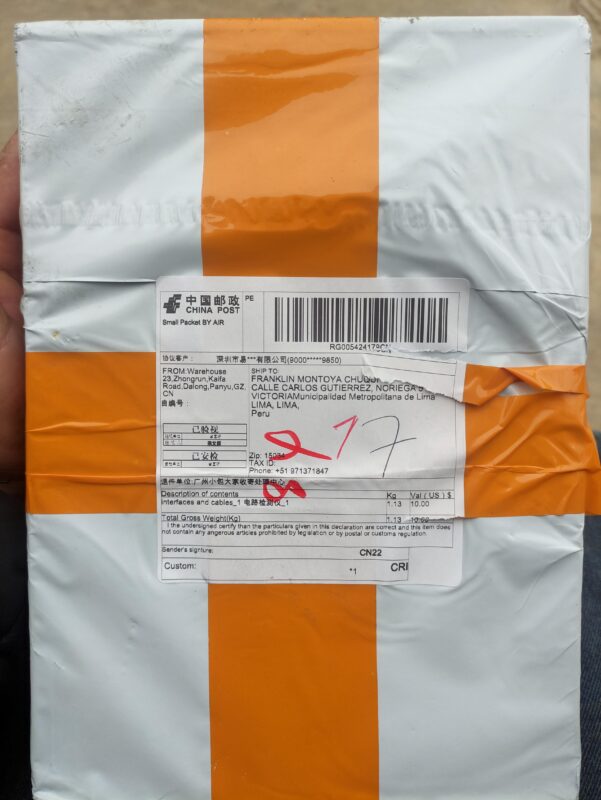 中国邮政
CHINA POST
PE
Small Packet BY AIR
RG005424179CN
协议客户: 深圳市易***有限公司(9000*****9850)
FROM:Warehouse
23,Zhongrun,Kaifa
Road,Dalong,Panyu,GZ,
CN
SHIP TO:
FRANKLIN MONTOYA CHUQUI
CALLE CARLOS GUTIERREZ, NORIEGA
VICTORIAMunicipalidad Metropolitana de Lima
LIMA, LIMA,
Peru
已验视
已安检
Zip:
TAX ID:
Phone: +51 971371847
17
退件单位:广州小包大客收寄处理中心
Description of contents Kg Val ( US ) $
interfaces and cables_1 电路检测仪_1 1.13 10.00
Total Gross Weight(Kg) 1.13 10.00
I the undersigned certify than the particulars given in this declaration are correct and this item does
not contain any angerous articles prohibited by legislation or by postal or customs regulation.
Sender's signture: CN22
Custom: *1 CRI